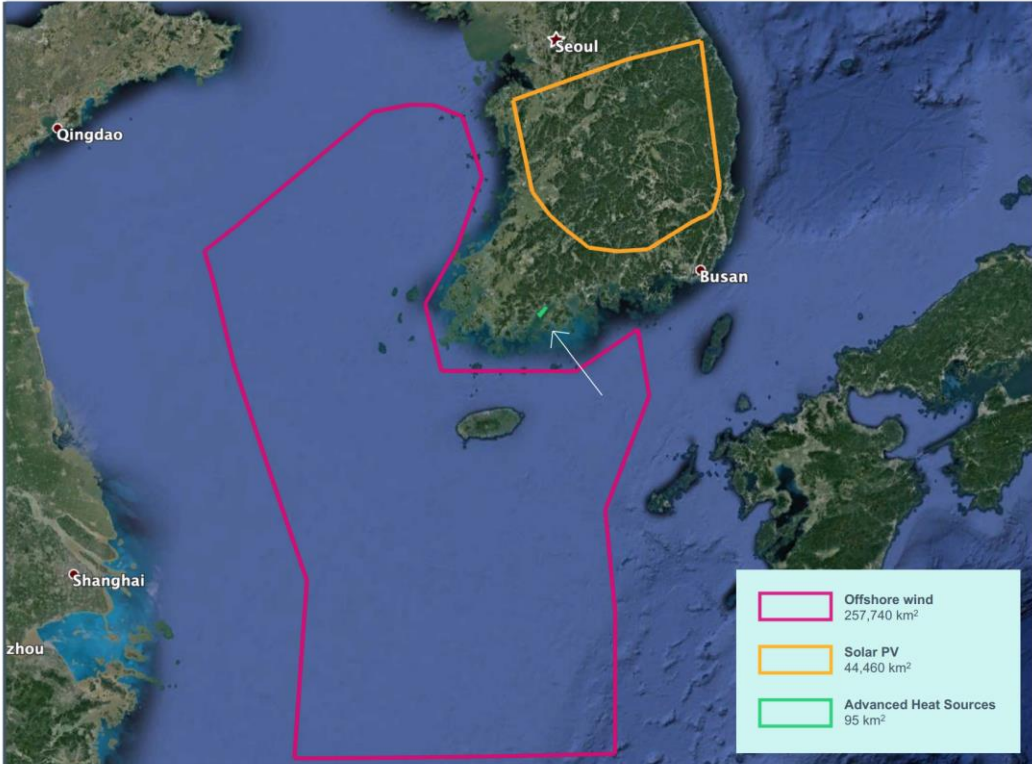 Seoul
Qingdao
Busan
Shanghai
zhou
Offshore wind
257,740 km²
Solar PV
44,460 km²
Advanced Heat Sources
95 km²